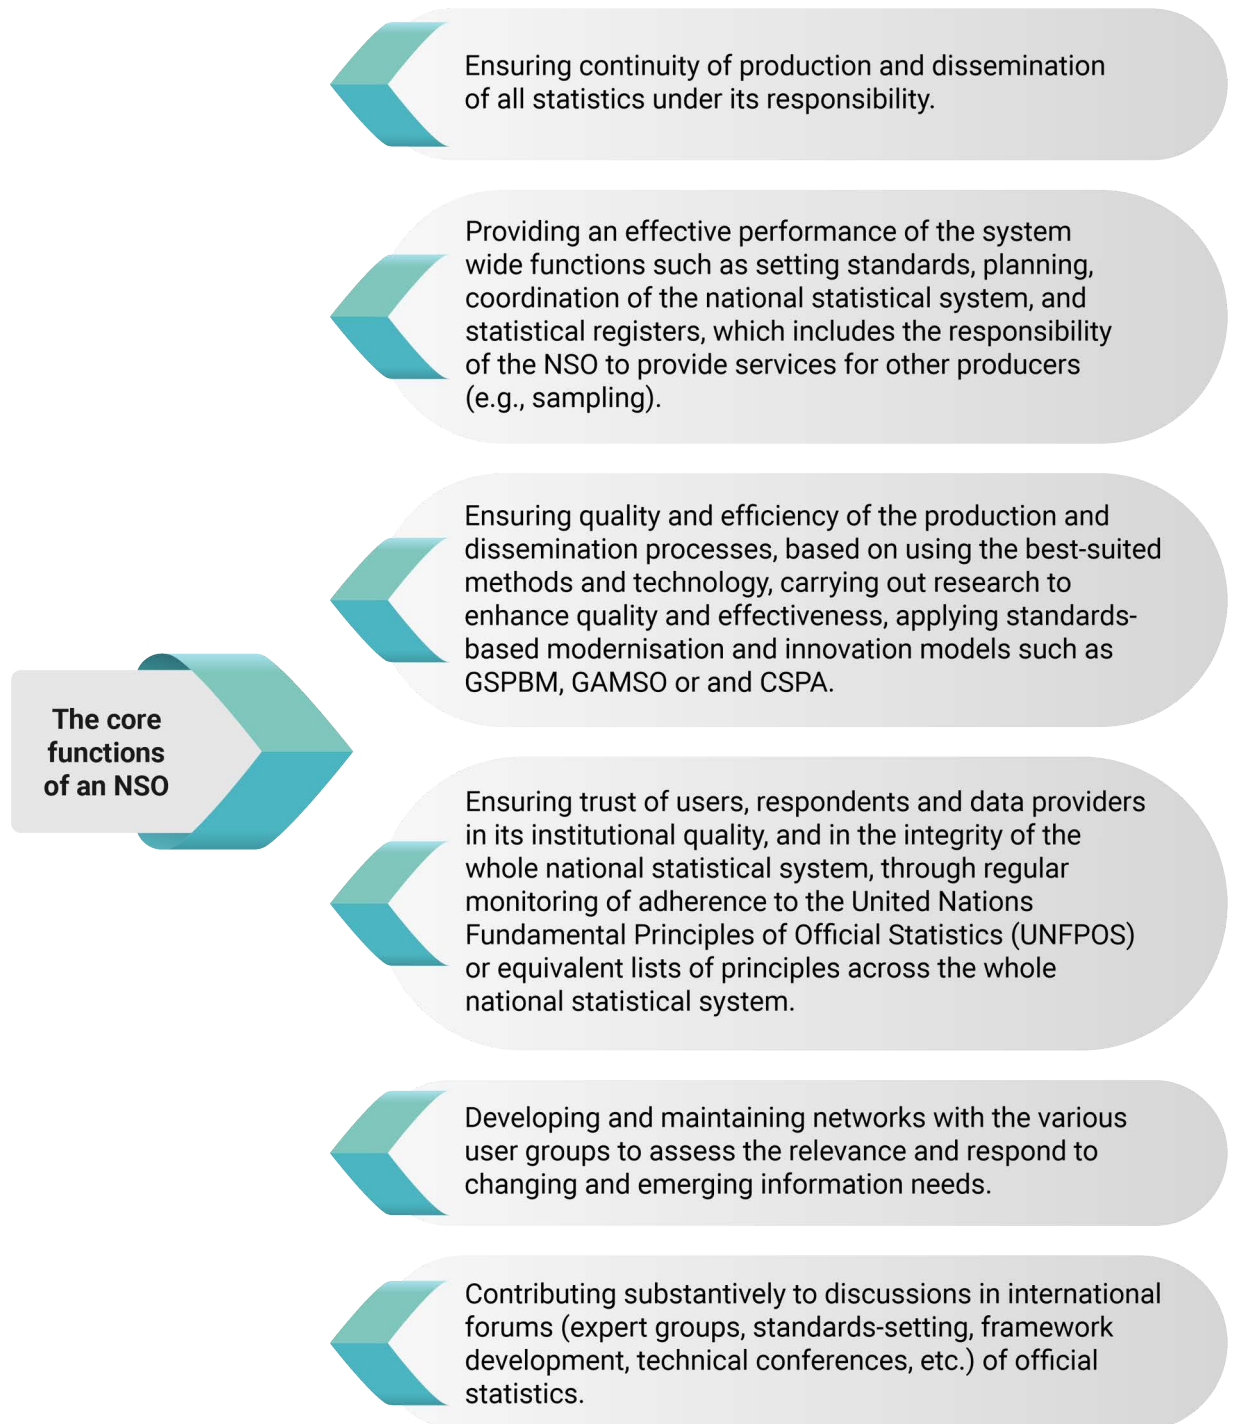 Ensuring continuity of production and dissemination
of all statistics under its responsibility.
Providing an effective performance of the system
wide functions such as setting standards, planning,
coordination of the national statistical system, and
statistical registers, which includes the responsibility
of the NSO to provide services for other producers
(e.g., sampling).
Ensuring quality and efficiency of the production and
dissemination processes, based on using the best-suited
methods and technology, carrying out research to
enhance quality and effectiveness, applying standards-
based modernisation and innovation models such as
GSPBM, GAMSO or and CSPA.
The core
functions
of an NSO
Ensuring trust of users, respondents and data providers
in its institutional quality, and in the integrity of the
whole national statistical system, through regular
monitoring of adherence to the United Nations
Fundamental Principles of Official Statistics (UNFPOS)
or equivalent lists of principles across the whole
national statistical system.
Developing and maintaining networks with the various
user groups to assess the relevance and respond to
changing and emerging information needs.
Contributing substantively to discussions in international
forums (expert groups, standards-setting, framework
development, technical conferences, etc.) of official
statistics.